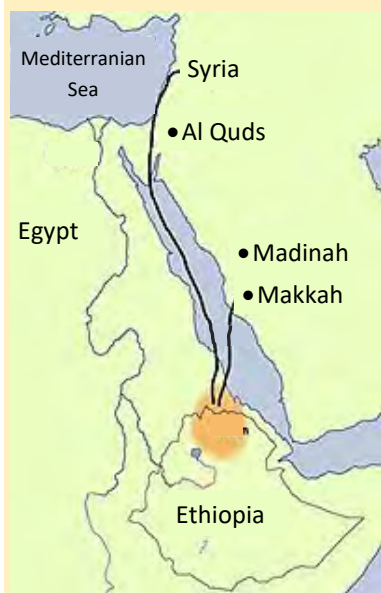 Mediterranian
Sea
Syria
Al Quds
Egypt
Madinah
Makkah
Ethiopia